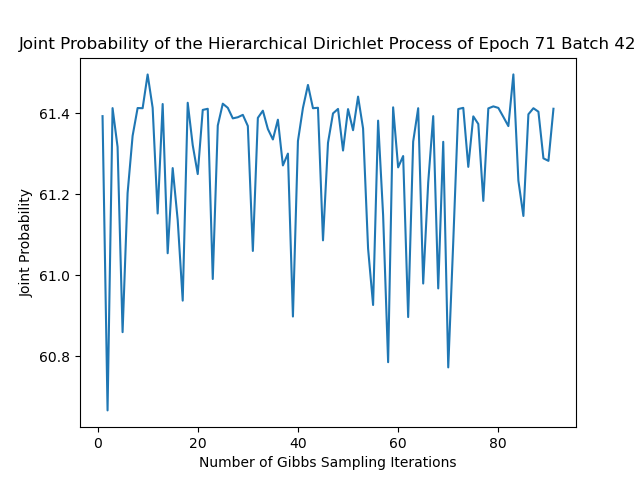 Joint Probability of the Hierarchical Dirichlet Process of Epoch 71 Batch 42
61.4
61.2
61.0
60.8
Joint Probability
0 20 40 60 80
Number of Gibbs Sampling Iterations